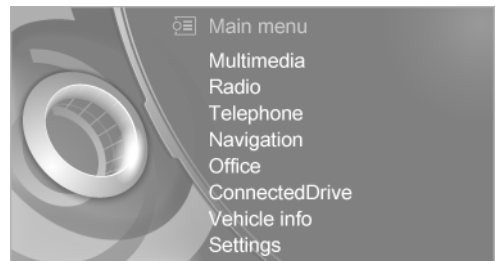 Main menu
Multimedia
Radio
Telephone
Navigation
Office
ConnectedDrive
Vehicle info
Settings